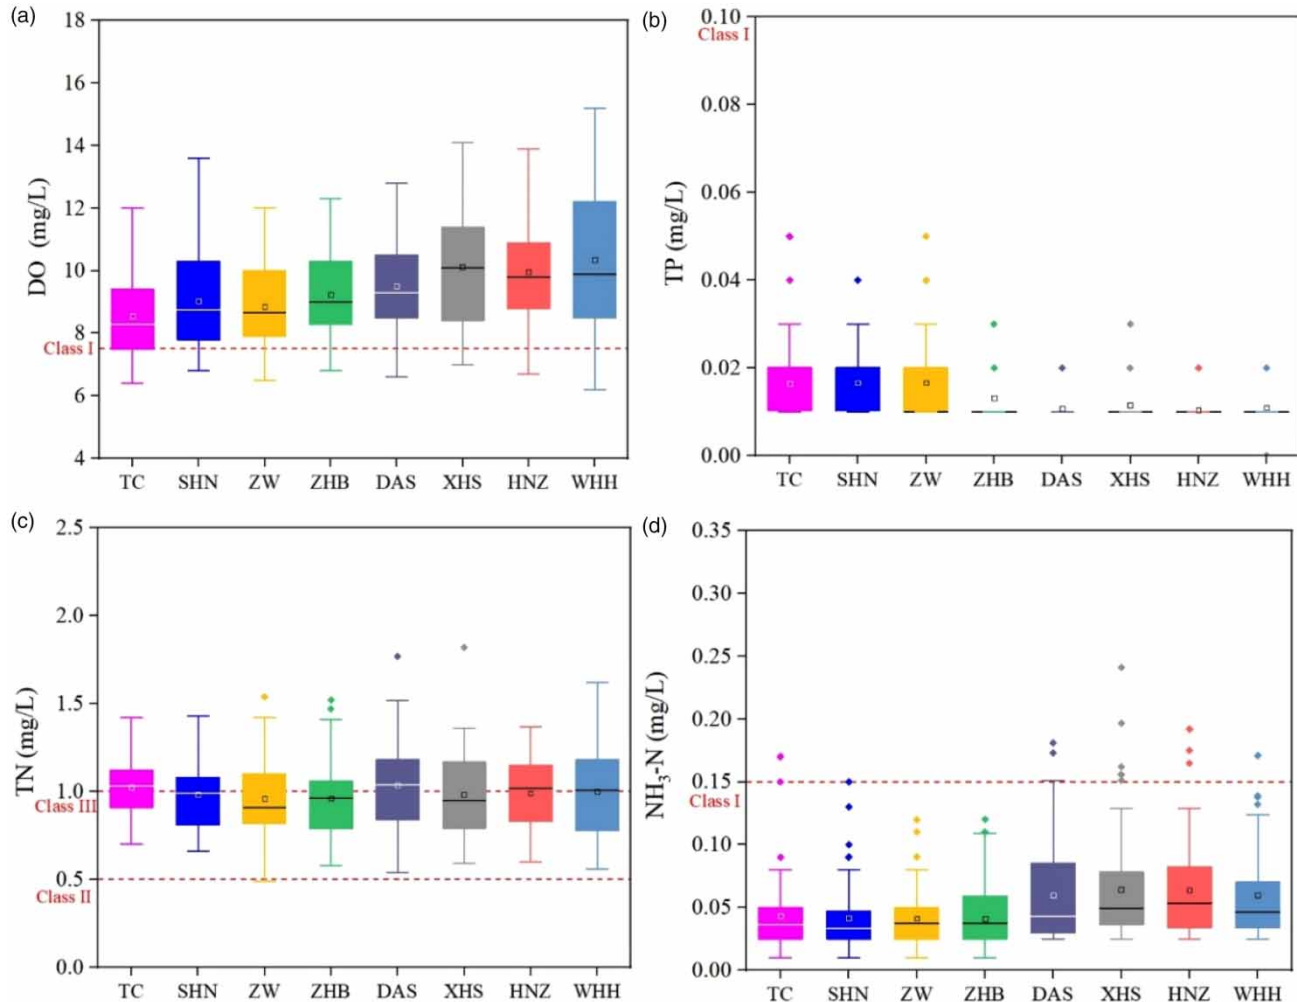 (a)
18
16
14
12
10
8
6
4
DO (mg/L)
Class I
TC SHN ZW ZHB DAS XHS HNZ WHH
(b)
0.10
0.08
0.06
0.04
0.02
0.00
TP (mg/L)
Class I
TC SHN ZW ZHB DAS XHS HNZ WHH
(c)
2.5
2.0
1.5
1.0
0.5
0.0
TN (mg/L)
Class III
Class II
TC SHN ZW ZHB DAS XHS HNZ WHH
(d)
0.35
0.30
0.25
0.20
0.15
0.10
0.05
0.00
NH₃-N (mg/L)
Class I
TC SHN ZW ZHB DAS XHS HNZ WHH